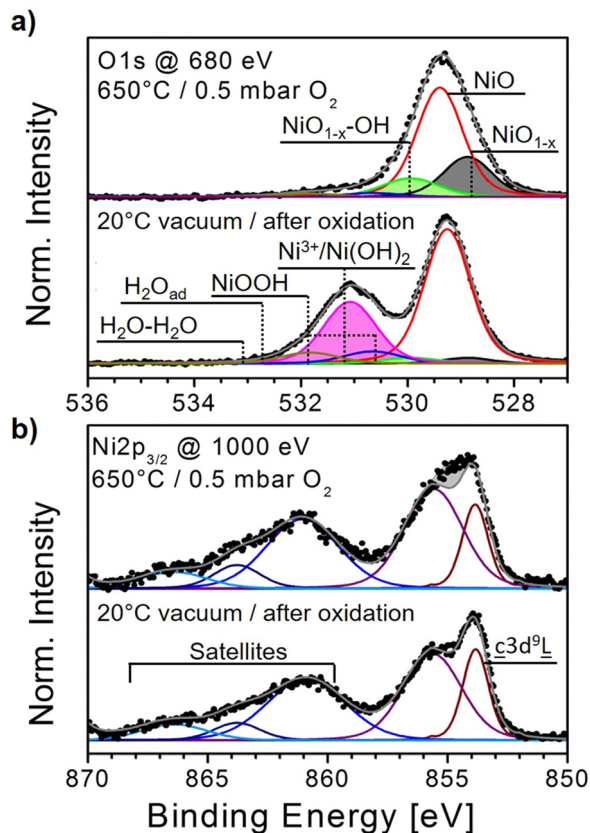 a)
O1s @ 680 eV
650°C / 0.5 mbar O2
NiO
NiO1-x-OH
NiO1-x
20°C vacuum / after oxidation
Ni3+/Ni(OH)2
NiOOH
H2Oad
H2O-H2O
Norm. Intensity
536 534 532 530 528
b)
Ni2p3/2 @ 1000 eV
650°C / 0.5 mbar O2
20°C vacuum / after oxidation
Satellites
c3d9L
Norm. Intensity
870 865 860 854 850
Binding Energy [eV]